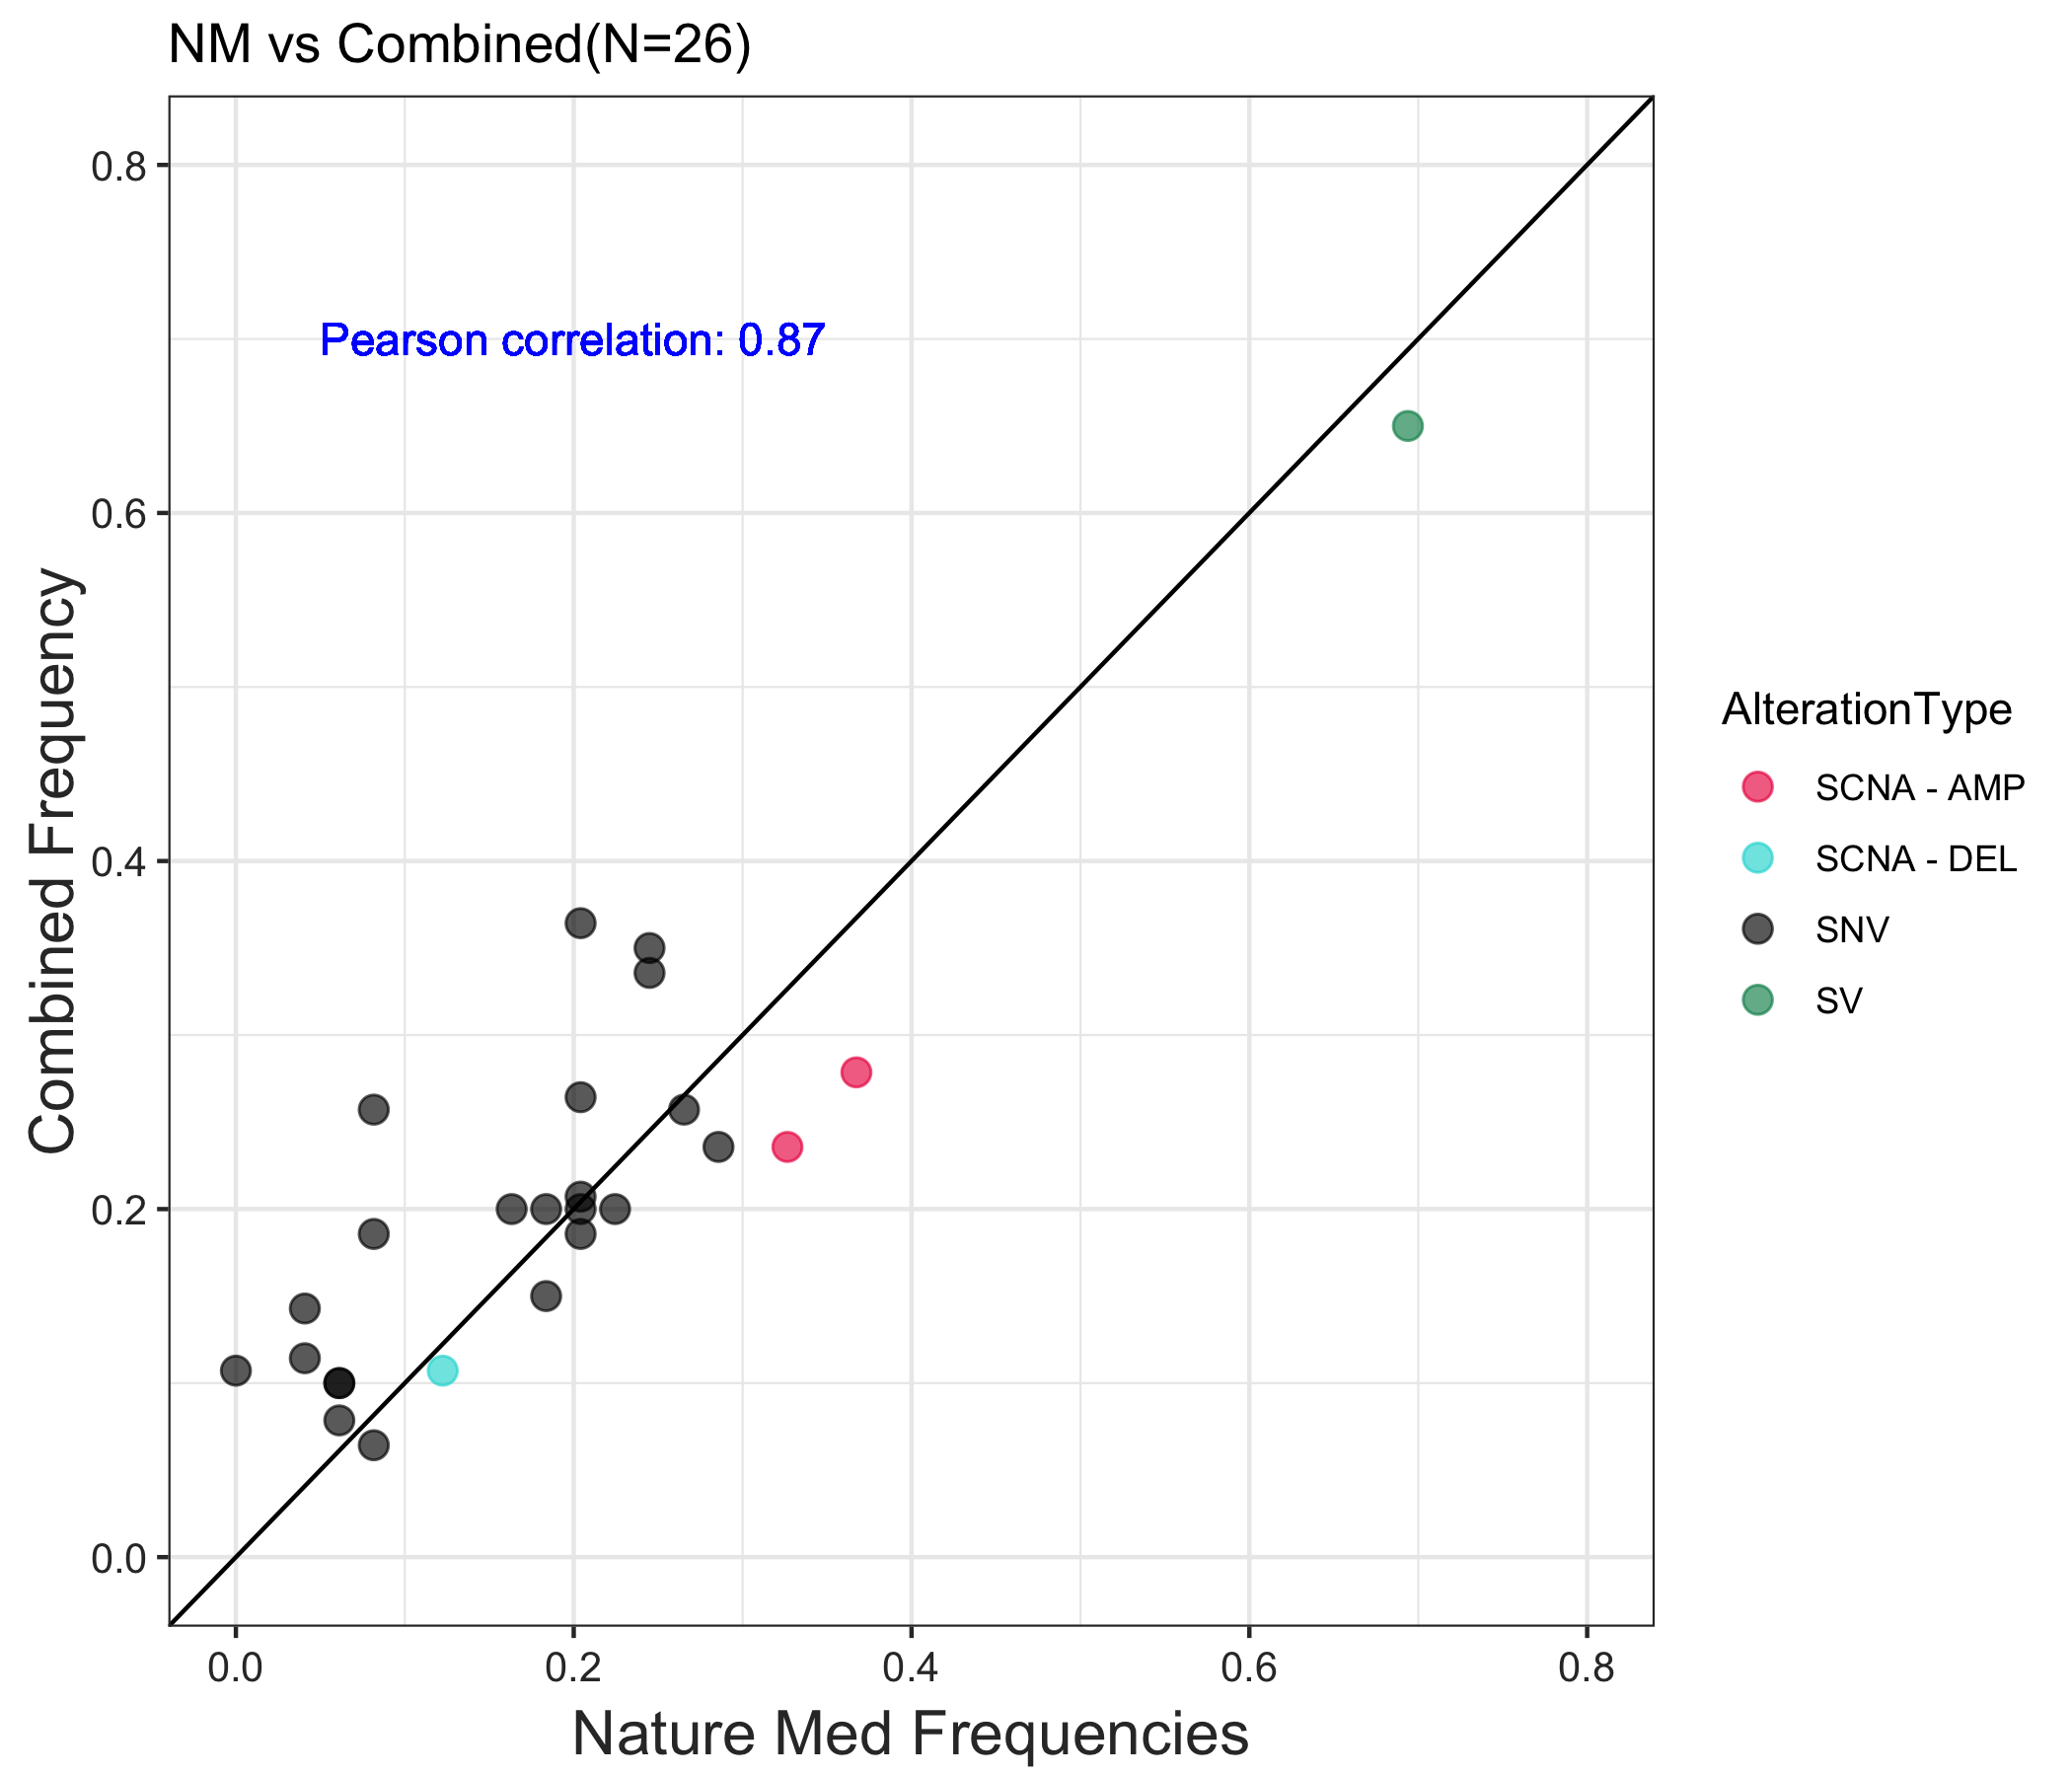 NM vs Combined(N=26)
0.8
0.6
0.4
0.2
0.0
Combined Frequency
Pearson correlation: 0.87
0.0 0.2 0.4 0.6 0.8
Nature Med Frequencies
AlterationType
SCNA - AMP
SCNA - DEL
SNV
SV